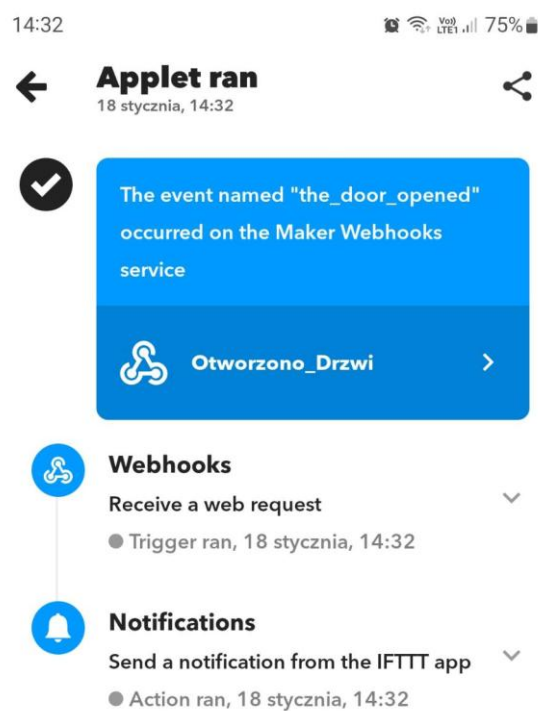 14:32
Vo))
LTE1
75%
Applet ran
18 stycznia, 14:32
The event named "the_door_opened"
occurred on the Maker Webhooks
service
Otworzono_Drzwi
Webhooks
Receive a web request
Trigger ran, 18 stycznia, 14:32
Notifications
Send a notification from the IFTTT app
Action ran, 18 stycznia, 14:32